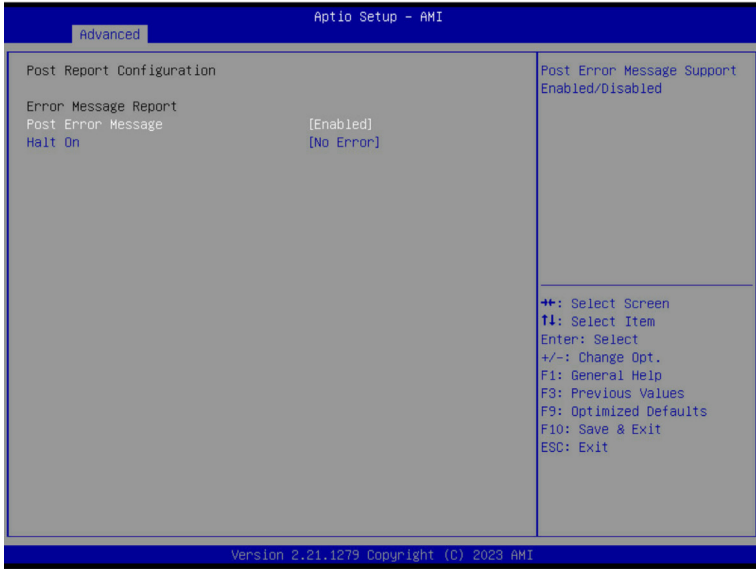 Aptio Setup – AMI
Advanced
Post Report Configuration
Error Message Report
Post Error Message [Enabled]
Halt On [No Error]
Post Error Message Support
Enabled/Disabled
→←: Select Screen
↑↓: Select Item
Enter: Select
+/-: Change Opt.
F1: General Help
F3: Previous Values
F9: Optimized Defaults
F10: Save & Exit
ESC: Exit
Version 2.21.1279 Copyright (C) 2023 AMI